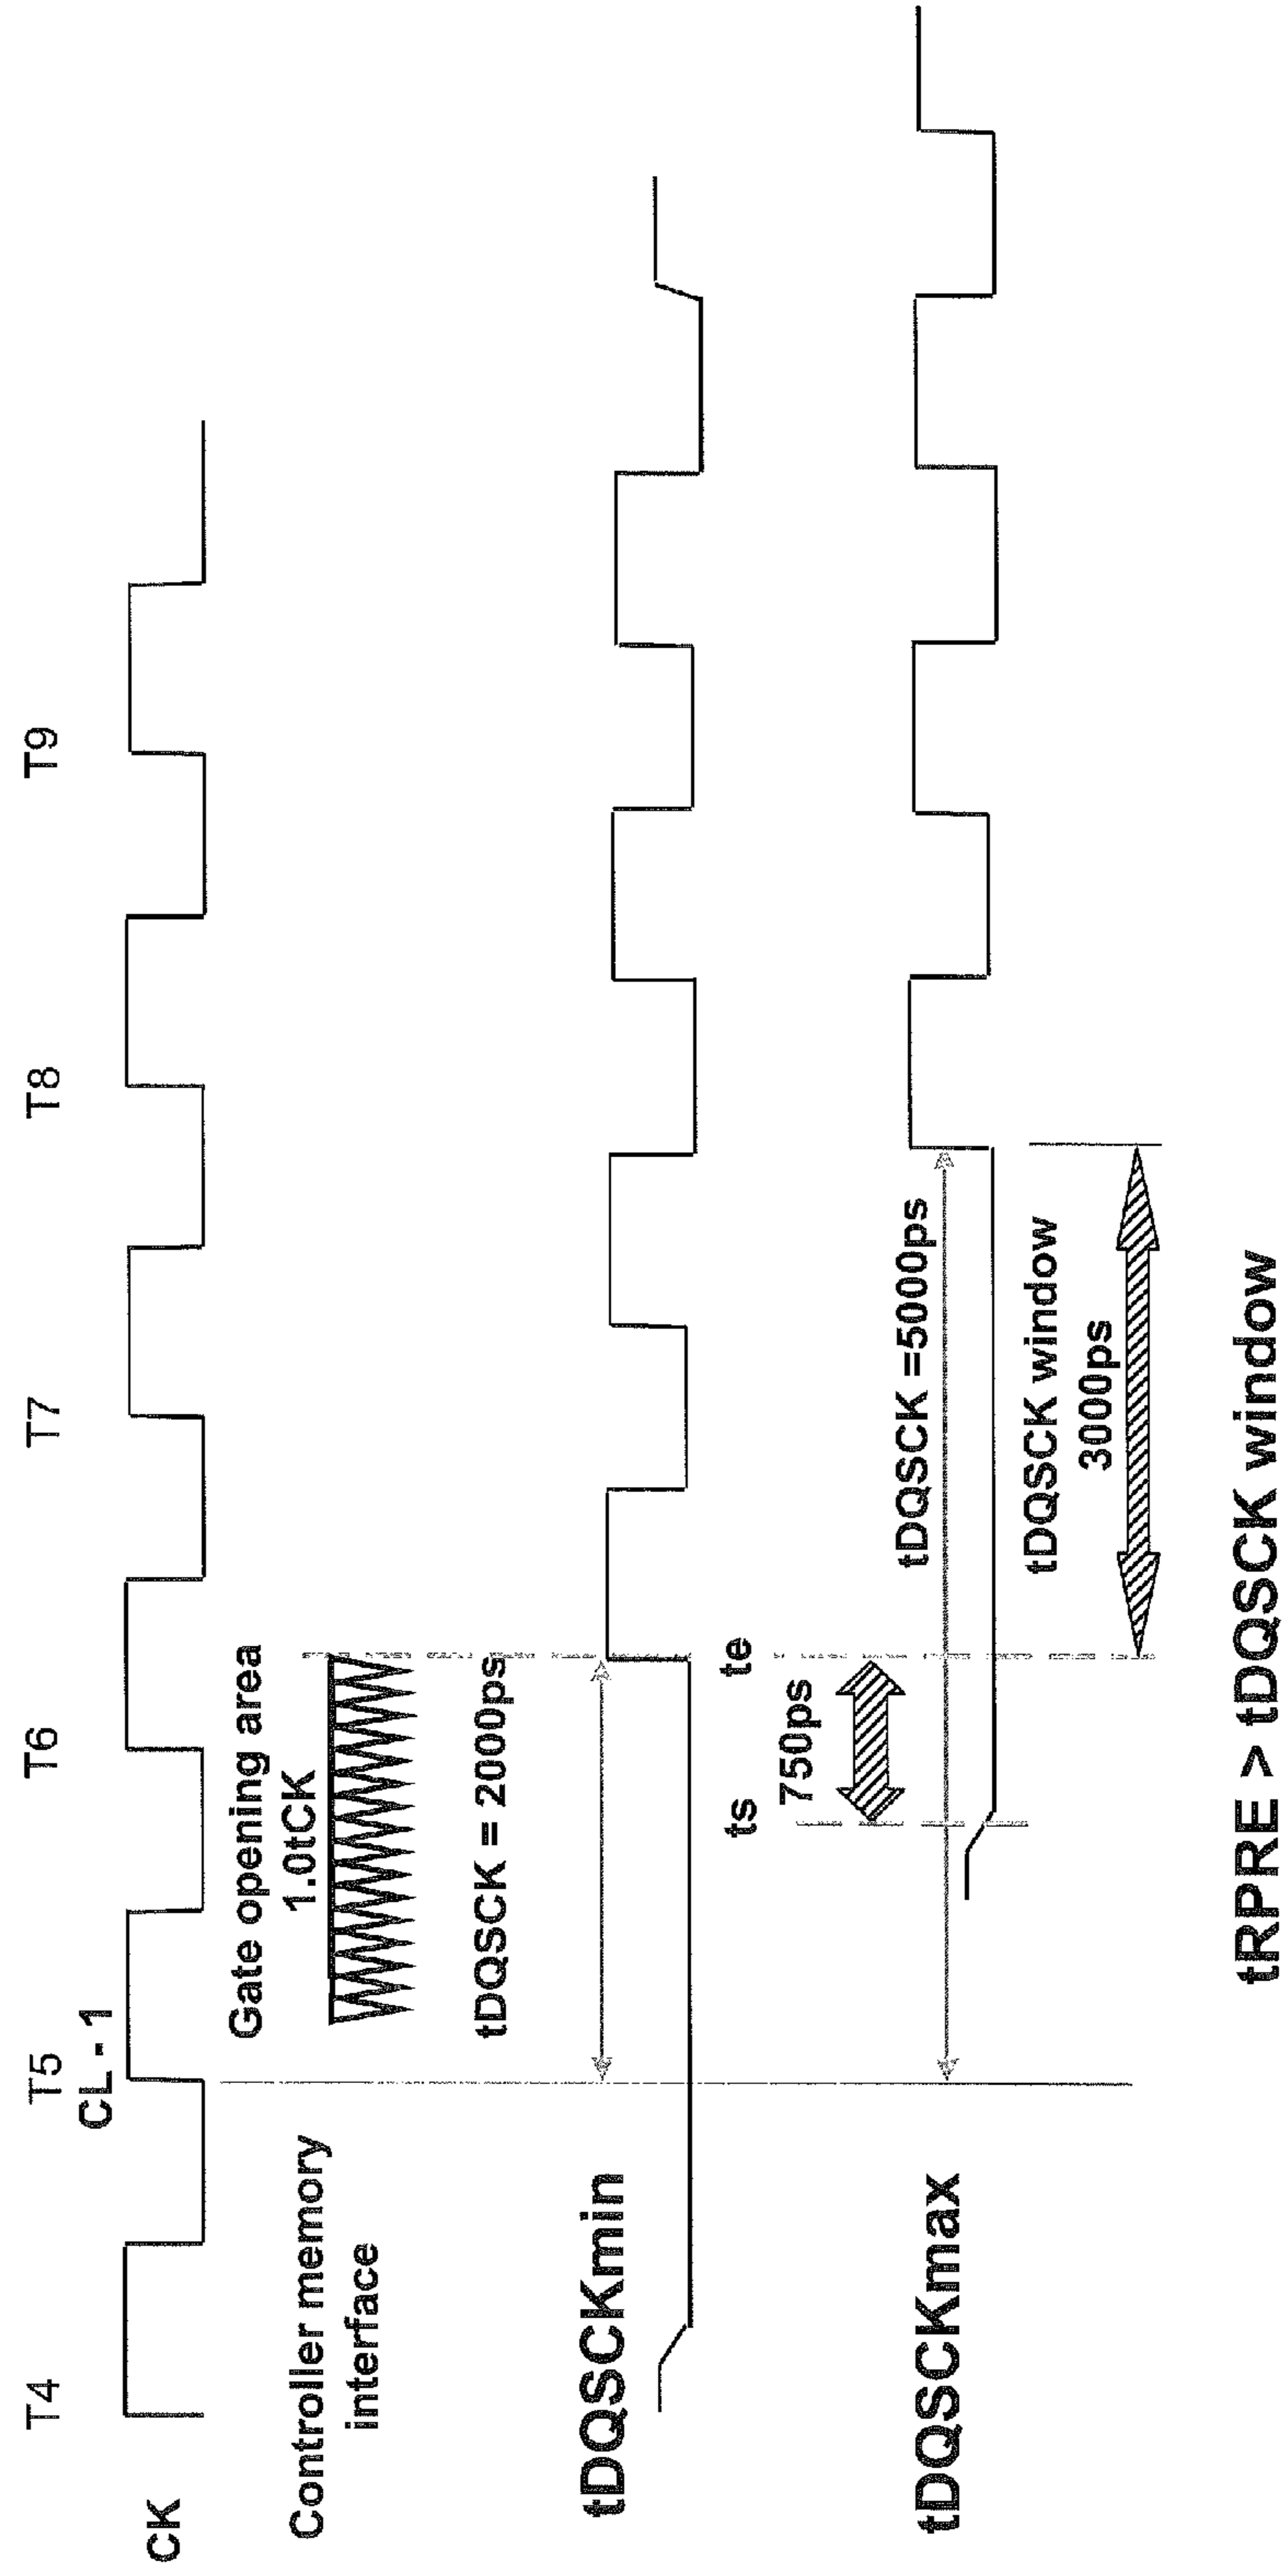 T4
T5
T6
T7
T8
T9
CL - 1
CK
Gate opening area
1.0tCK
Controller memory
interface
tDQSCK = 2000ps
tDQSCKmin
ts
te
750ps
tDQSCK =5000ps
tDQSCKmax
tDQSCK window
3000ps
tRPRE > tDQSCK window